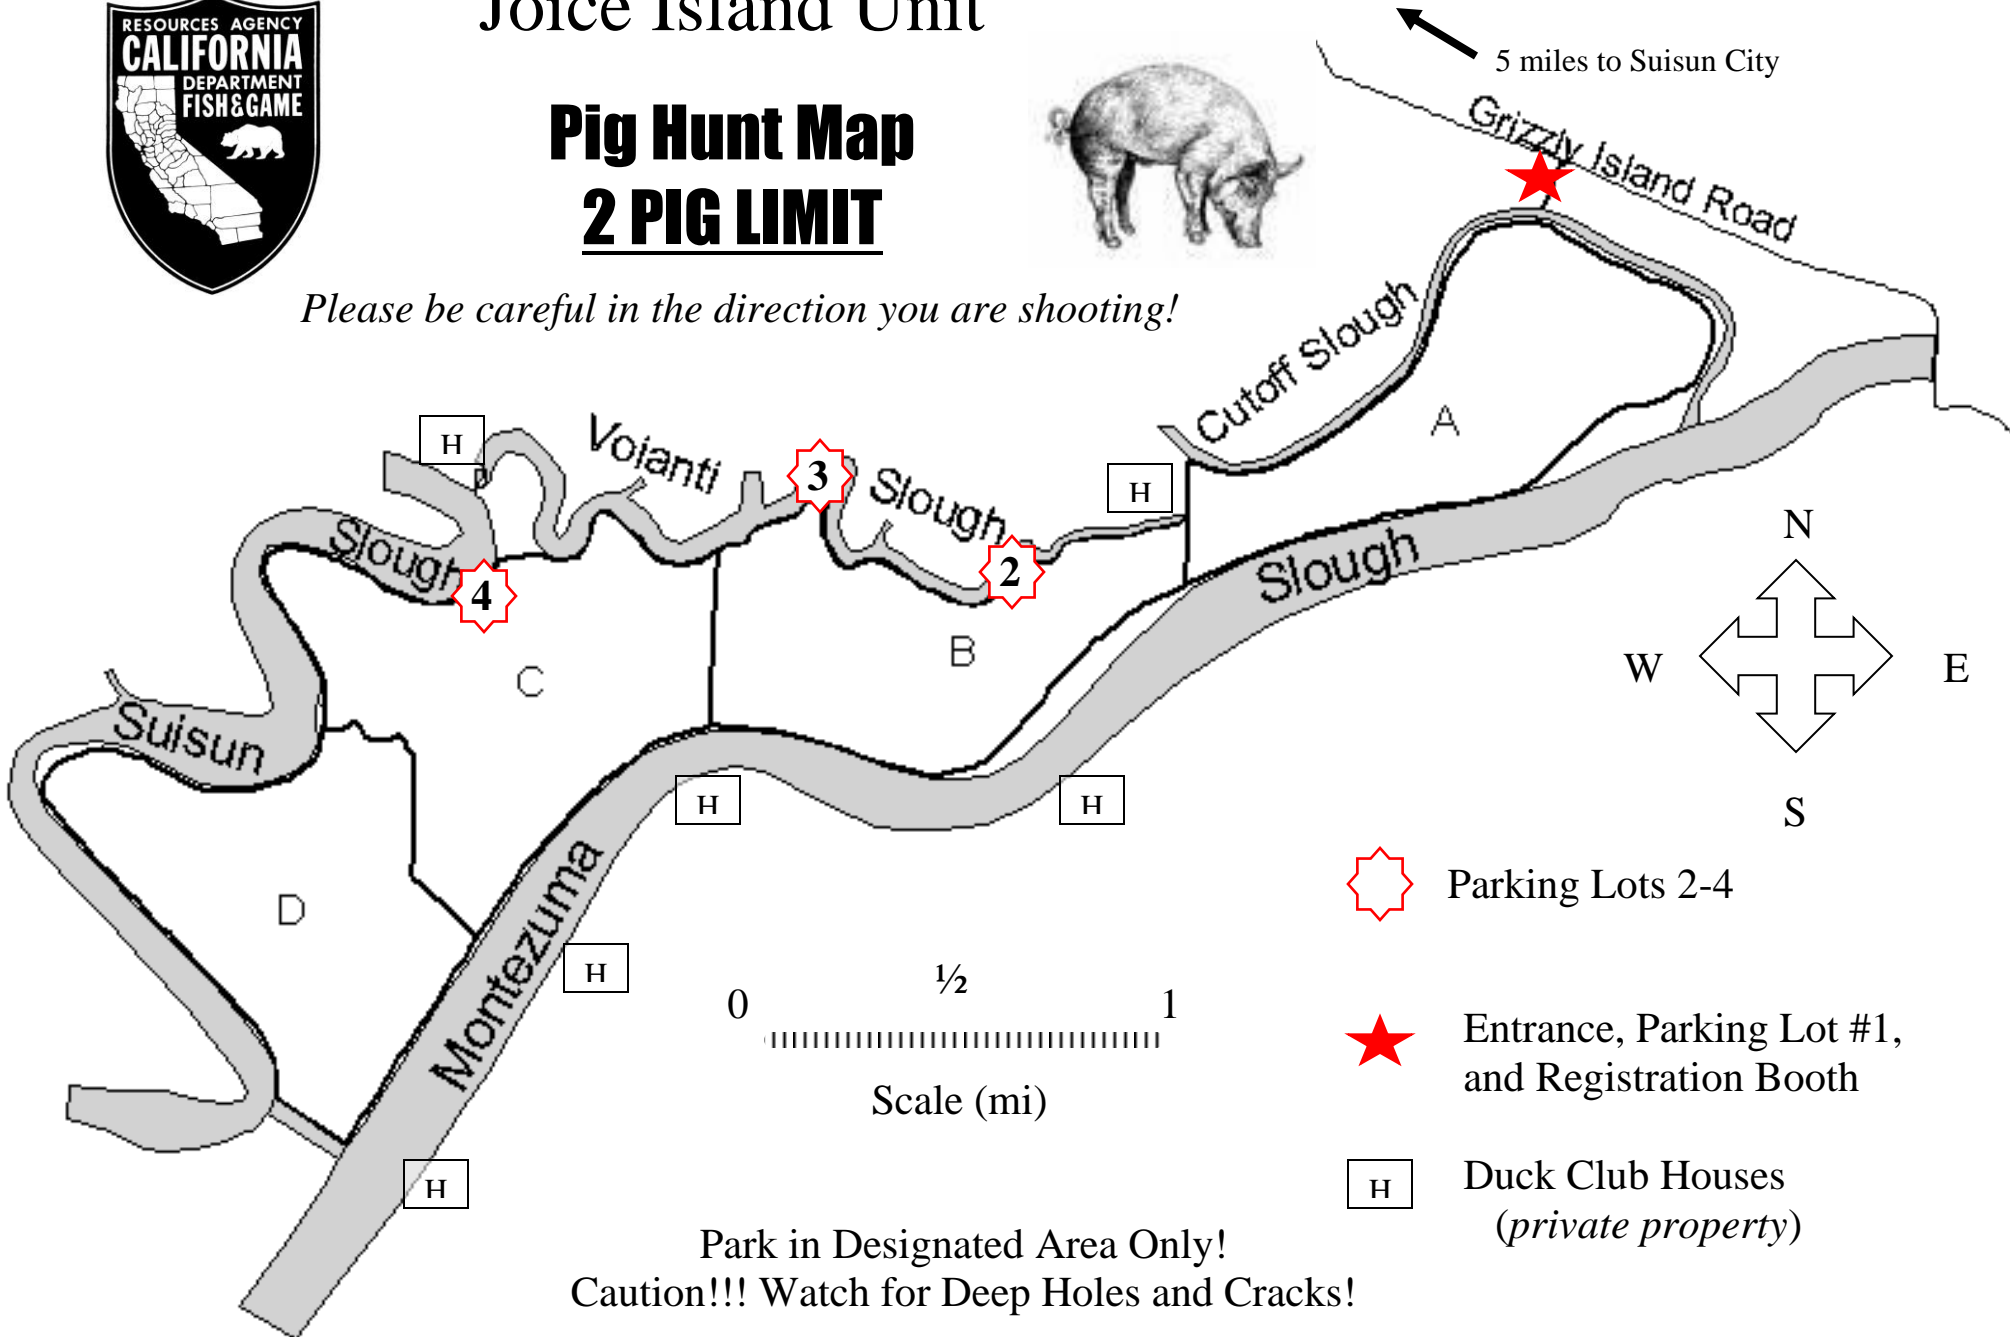 Joice Island Unit
RESOURCES AGENCY
CALIFORNIA
DEPARTMENT
FISH & GAME
Pig Hunt Map
2 PIG LIMIT
Please be careful in the direction you are shooting!
5 miles to Suisun City
Grizzly Island Road
Cutoff Slough
A
H
Voianti
3
Slough
H
2
Slough
4
Slough
N
W
E
S
B
C
Suisun
H
H
D
Montezuma
H
H
Parking Lots 2-4
0
½
1
Scale (mi)
Entrance, Parking Lot #1,
and Registration Booth
H
Duck Club Houses
(private property)
Park in Designated Area Only!
Caution!!! Watch for Deep Holes and Cracks!